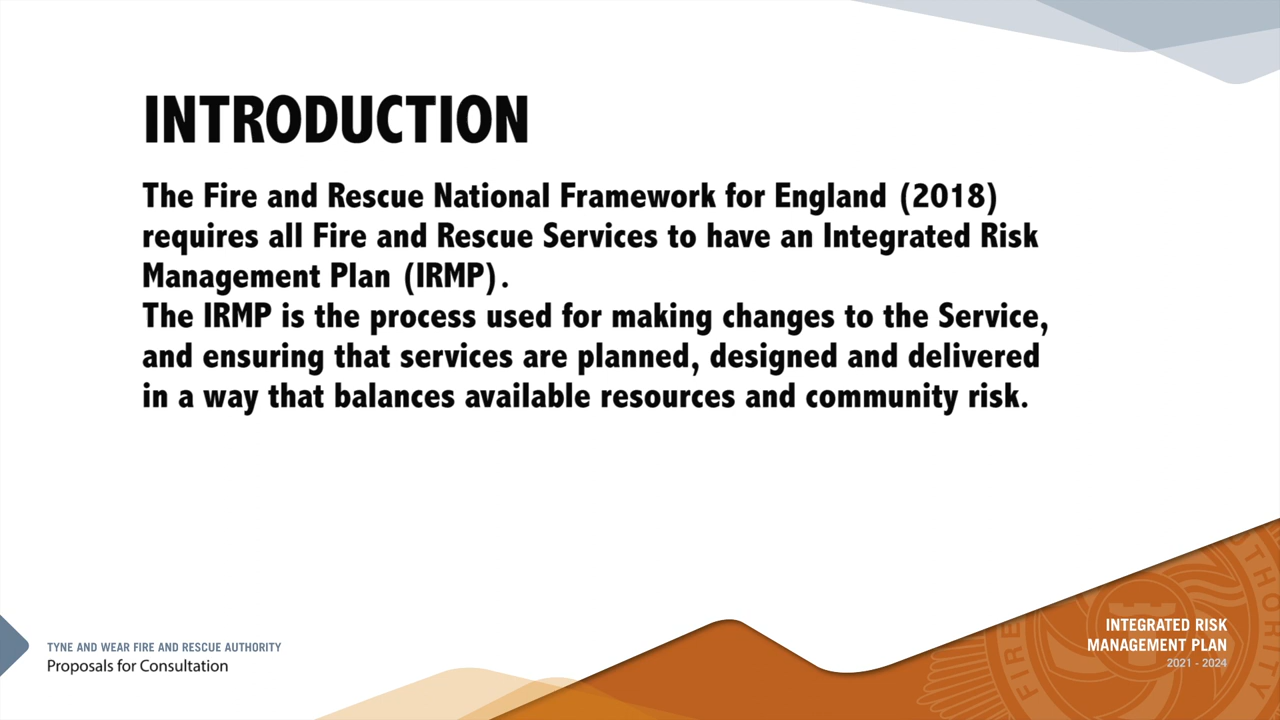 INTRODUCTION
The Fire and Rescue National Framework for England (2018)
requires all Fire and Rescue Services to have an Integrated Risk
Management Plan (IRMP).
The IRMP is the process used for making changes to the Service,
and ensuring that services are planned, designed and delivered
in a way that balances available resources and community risk.
TYNE AND WEAR FIRE AND RESCUE AUTHORITY
Proposals for Consultation
INTEGRATED RISK
MANAGEMENT PLAN
2021 - 2024
FIRE
THORITY